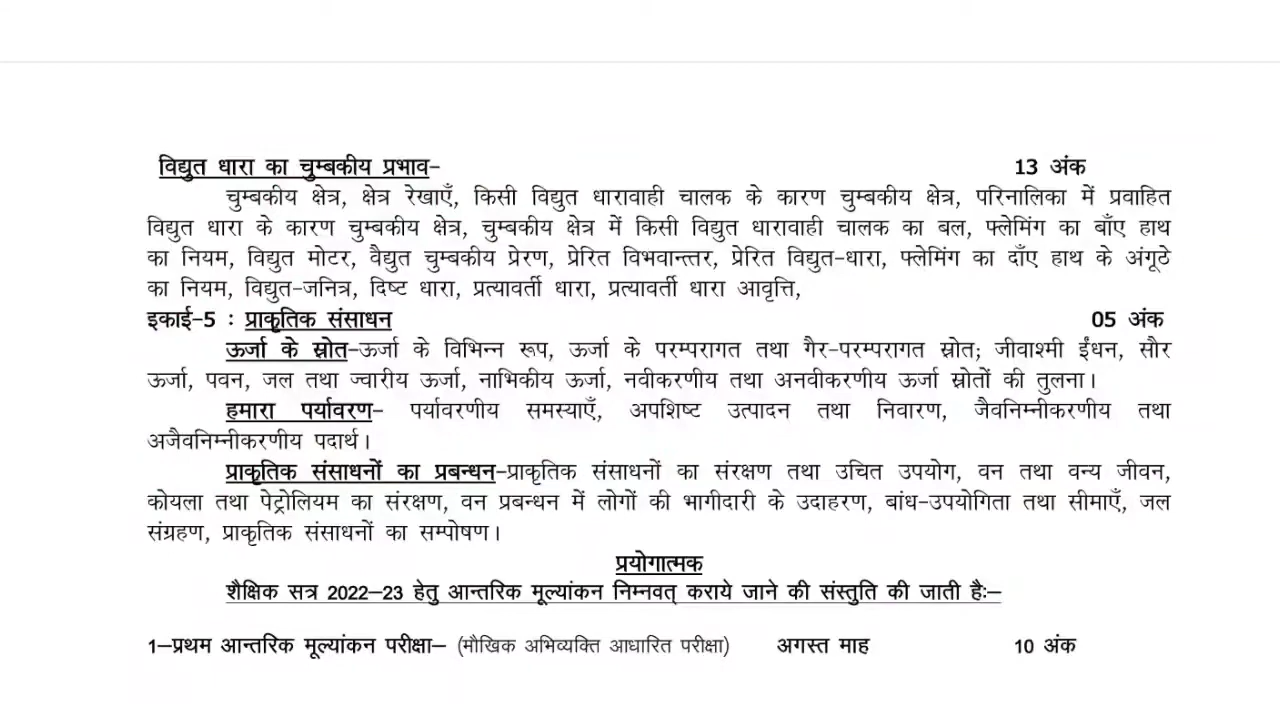 विद्युत धारा का चुम्बकीय प्रभाव- 13 अंक
चुम्बकीय क्षेत्र, क्षेत्र रेखाएँ, किसी विद्युत धारावाही चालक के कारण चुम्बकीय क्षेत्र, परिनालिका में प्रवाहित
विद्युत धारा के कारण चुम्बकीय क्षेत्र, चुम्बकीय क्षेत्र में किसी विद्युत धारावाही चालक का बल, फ्लेमिंग का बाँए हाथ
का नियम, विद्युत मोटर, वैद्युत चुम्बकीय प्रेरण, प्रेरित विभवान्त्तर, प्रेरित विद्युत-धारा, फ्लेमिंग का दाँए हाथ के अंगूठे
का नियम, विद्युत-जनित्र, दिष्ट धारा, प्रत्यावर्ती धारा, प्रत्यावर्ती धारा आवृत्ति,
इकाई-5 : प्राकृतिक संसाधन 05 अंक
ऊर्जा के स्रोत-ऊर्जा के विभिन्न रूप, ऊर्जा के परम्परागत तथा गैर-परम्परागत स्रोत; जीवाश्मी ईंधन, सौर
ऊर्जा, पवन, जल तथा ज्वारीय ऊर्जा, नाभिकीय ऊर्जा, नवीकरणीय तथा अनवीकरणीय ऊर्जा स्रोतों की तुलना।
हमारा पर्यावरण- पर्यावरणीय समस्याएँ, अपशिष्ट उत्पादन तथा निवारण, जैवनिम्नीकरणीय तथा
अजैवनिम्नीकरणीय पदार्थ।
प्राकृतिक संसाधनों का प्रबन्धन-प्राकृतिक संसाधनों का संरक्षण तथा उचित उपयोग, वन तथा वन्य जीवन,
कोयला तथा पेट्रोलियम का संरक्षण, वन प्रबन्धन में लोगों की भागीदारी के उदाहरण, बांध-उपयोगिता तथा सीमाएँ, जल
संग्रहण, प्राकृतिक संसाधनों का सम्पोषण।
प्रयोगात्मक
शैक्षिक सत्र 2022–23 हेतु आन्तरिक मूल्यांकन निम्नवत् कराये जाने की संस्तुति की जाती हैः–
1–प्रथम आन्तरिक मूल्यांकन परीक्षा– (मौखिक अभिव्यक्ति आधारित परीक्षा) अगस्त माह 10 अंक